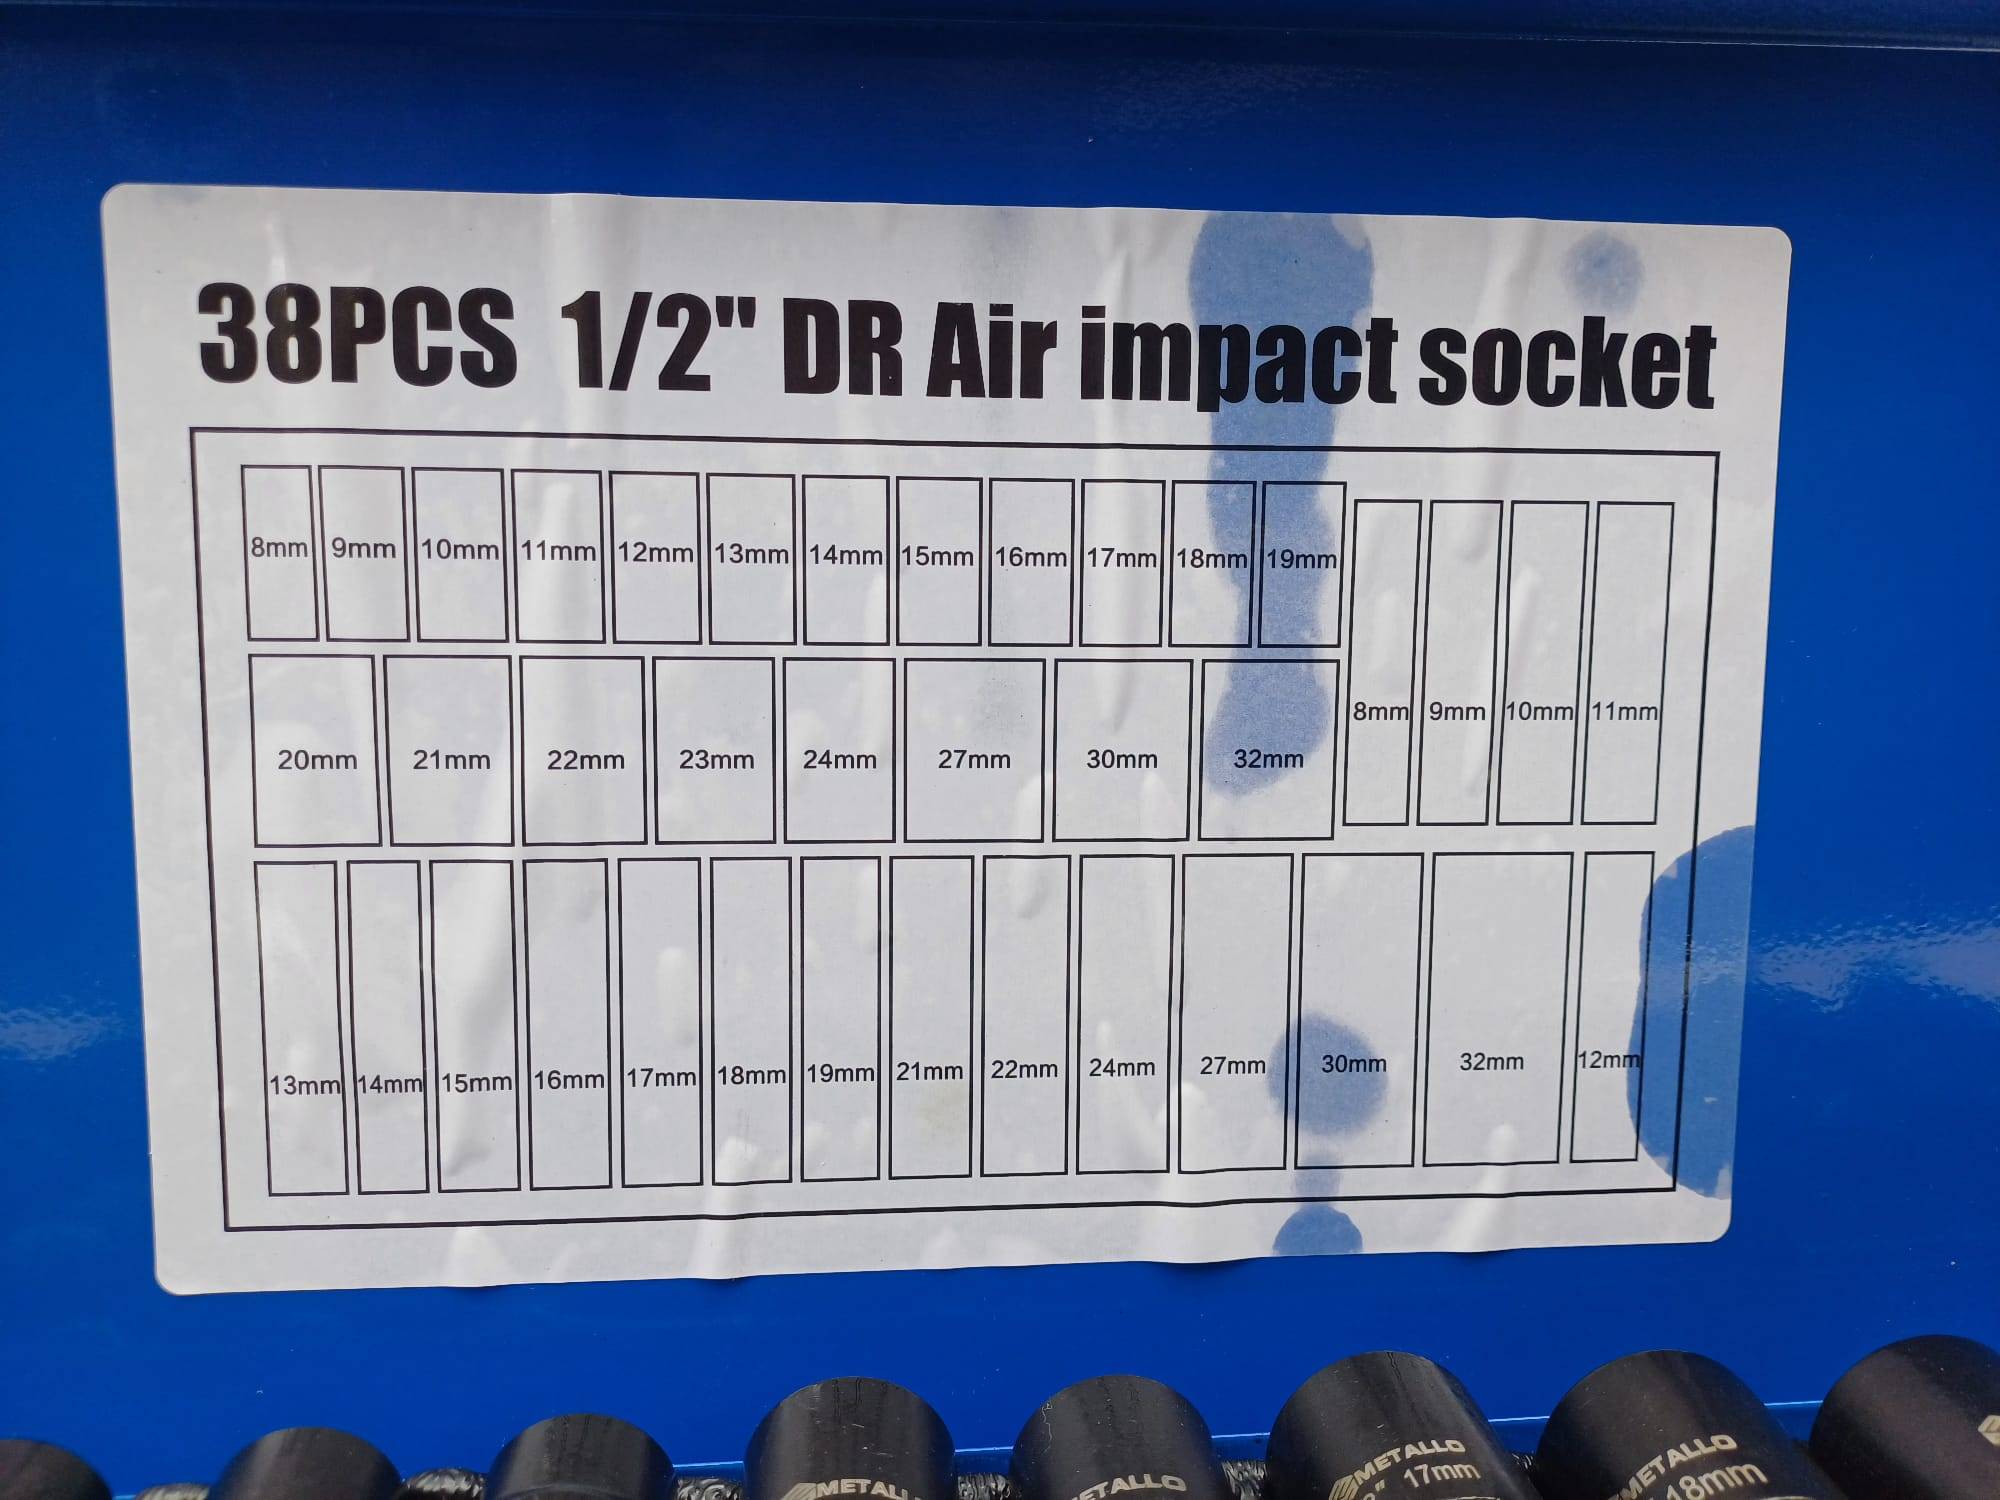 38PCS 1/2" DR Air impact socket
8mm 9mm 10mm 11mm 12mm 13mm 14mm 15mm 16mm 17mm 18mm 19mm
8mm 9mm 10mm 11mm
20mm 21mm 22mm 23mm 24mm 27mm 30mm 32mm
13mm 14mm 15mm 16mm 17mm 18mm 19mm 21mm 22mm 24mm 27mm 30mm 32mm 12mm
METALLO
METALLO
17mm
METALLO
18mm